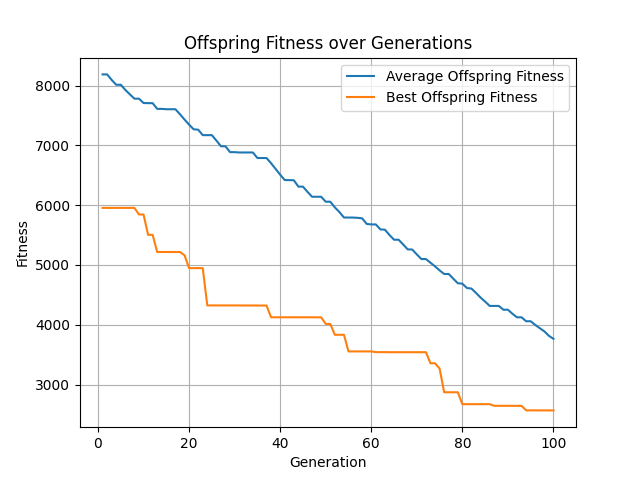 Offspring Fitness over Generations
Average Offspring Fitness
Best Offspring Fitness
Fitness
8000
7000
6000
5000
4000
3000
0 20 40 60 80 100
Generation